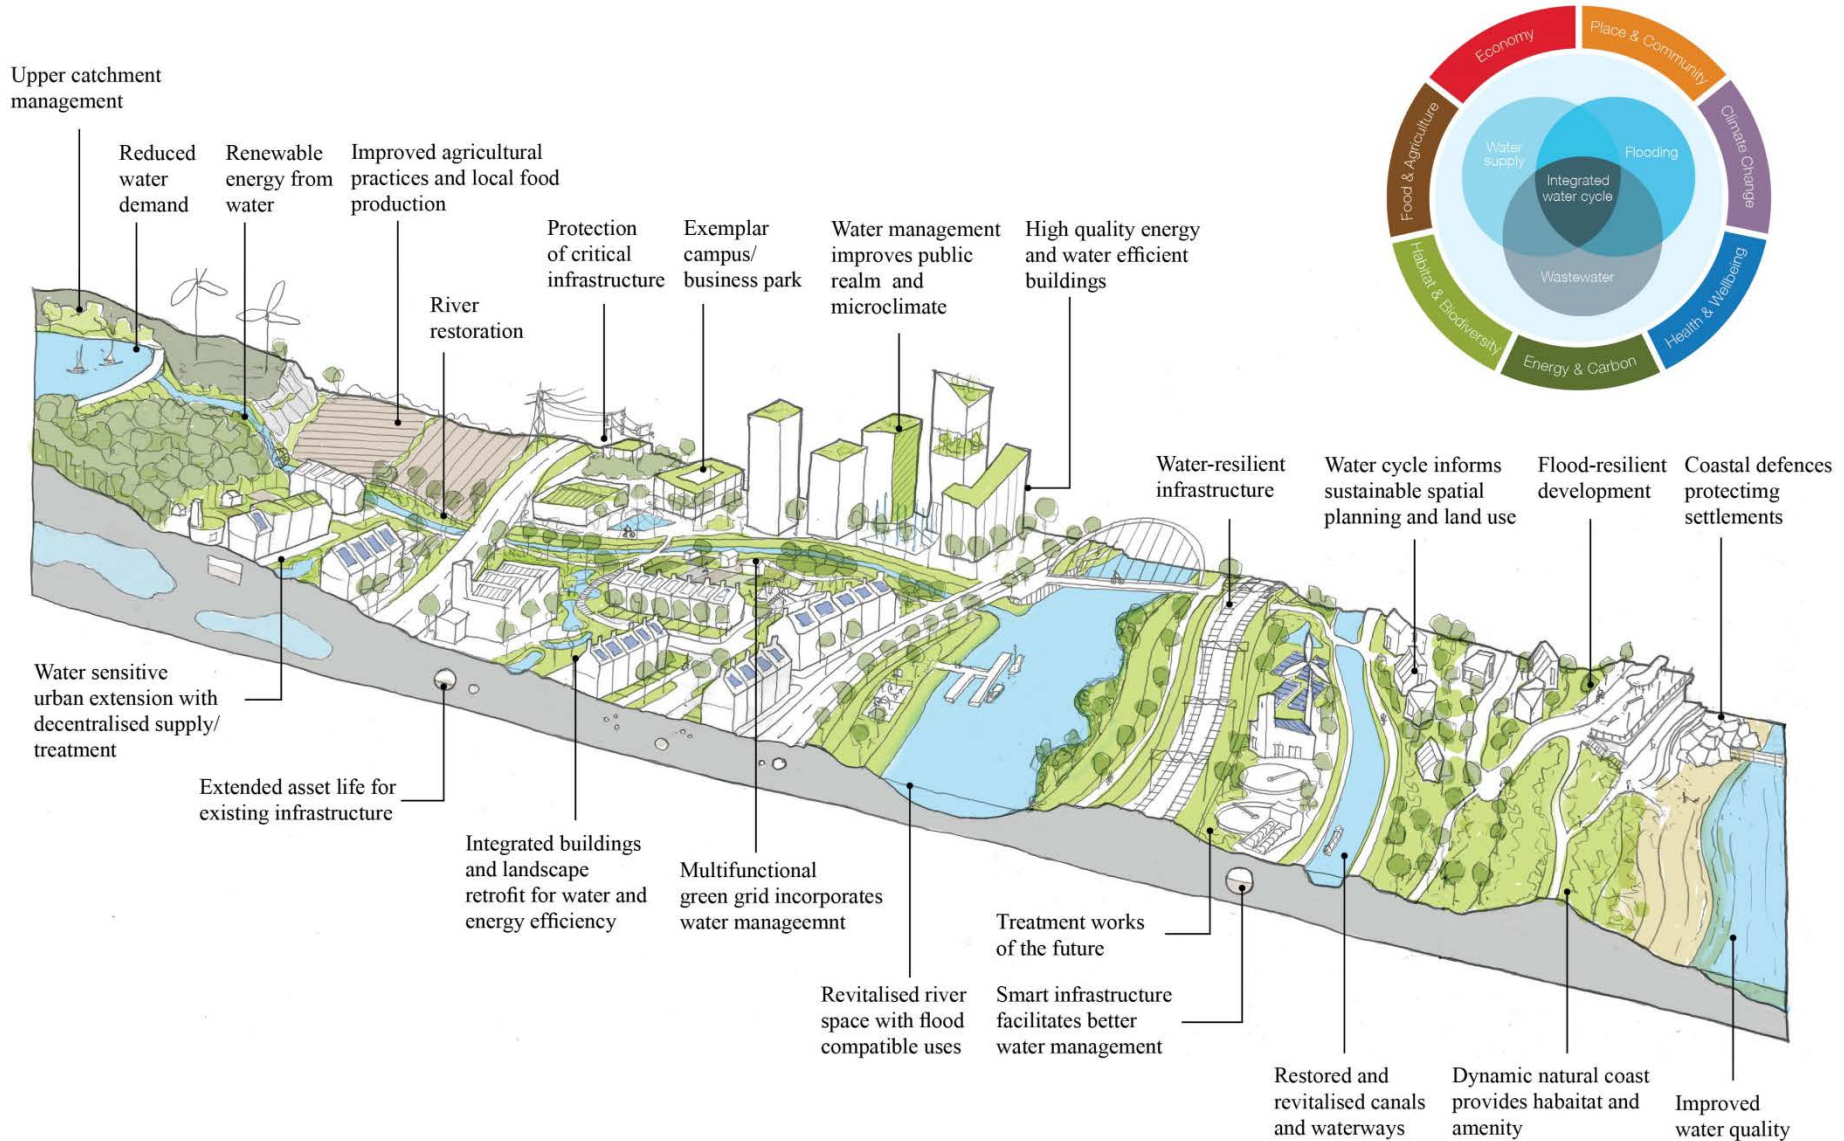 Upper catchment
management
Reduced
water
demand
Renewable
energy from
water
Improved agricultural
practices and local food
production
River
restoration
Protection
of critical
infrastructure
Exemplar
campus/
business park
Water management
improves public
realm and
microclimate
High quality energy
and water efficient
buildings
Water-resilient
infrastructure
Water cycle informs
sustainable spatial
planning and land use
Flood-resilient
development
Coastal defences
protectimg
settlements
Economy
Place & Community
Climate Change
Health & Wellbeing
Energy & Carbon
Habitat & Biodiversity
Food & Agriculture
Water
supply
Flooding
Integrated
water cycle
Wastewater
Water sensitive
urban extension with
decentralised supply/
treatment
Extended asset life for
existing infrastructure
Integrated buildings
and landscape
retrofit for water and
energy efficiency
Multifunctional
green grid incorporates
water manageemnt
Revitalised river
space with flood
compatible uses
Treatment works
of the future
Smart infrastructure
facilitates better
water management
Restored and
revitalised canals
and waterways
Dynamic natural coast
provides habaitat and
amenity
Improved
water quality